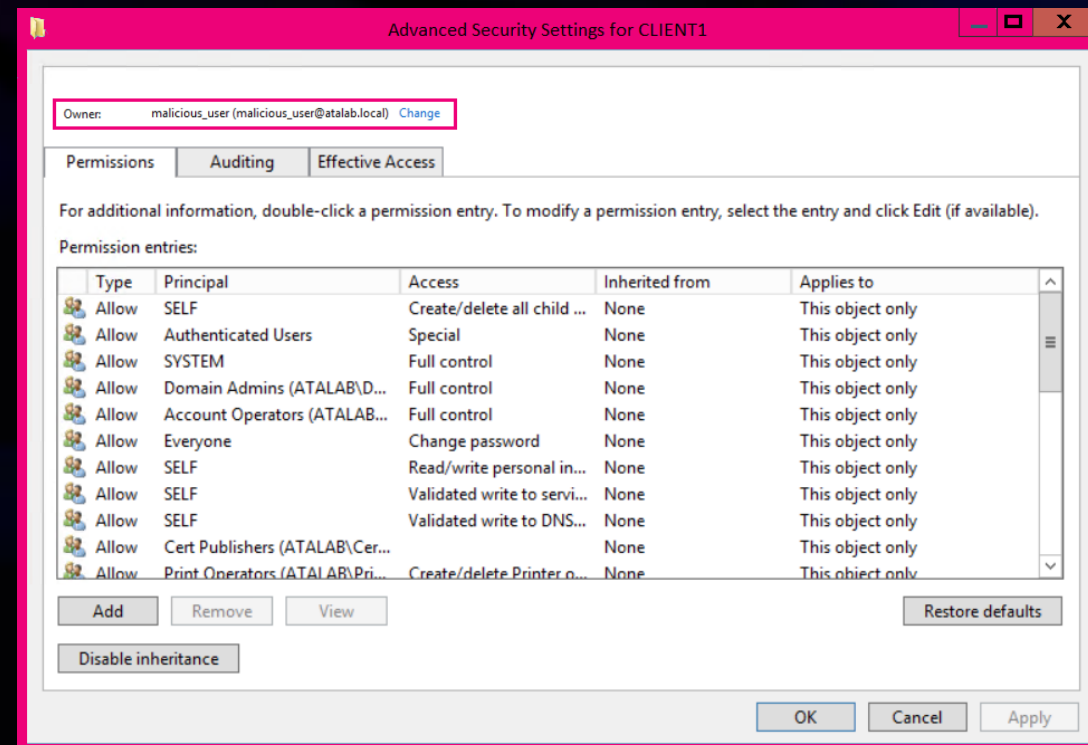 Advanced Security Settings for CLIENT1
Owner: malicious_user (malicious_user@atalab.local) Change
Permissions Auditing Effective Access
For additional information, double-click a permission entry. To modify a permission entry, select the entry and click Edit (if available).
Permission entries:
Type Principal Access Inherited from Applies to
Allow SELF Create/delete all child ... None This object only
Allow Authenticated Users Special None This object only
Allow SYSTEM Full control None This object only
Allow Domain Admins (ATALAB\D... Full control None This object only
Allow Account Operators (ATALAB... Full control None This object only
Allow Everyone Change password None This object only
Allow SELF Read/write personal in... None This object only
Allow SELF Validated write to servi... None This object only
Allow SELF Validated write to DNS... None This object only
Allow Cert Publishers (ATALAB\Cer... None This object only
Allow Print Operators (ATALAB\Pri... Create/delete Printer o... None This object only
Add Remove View Restore defaults
Disable inheritance
OK Cancel Apply